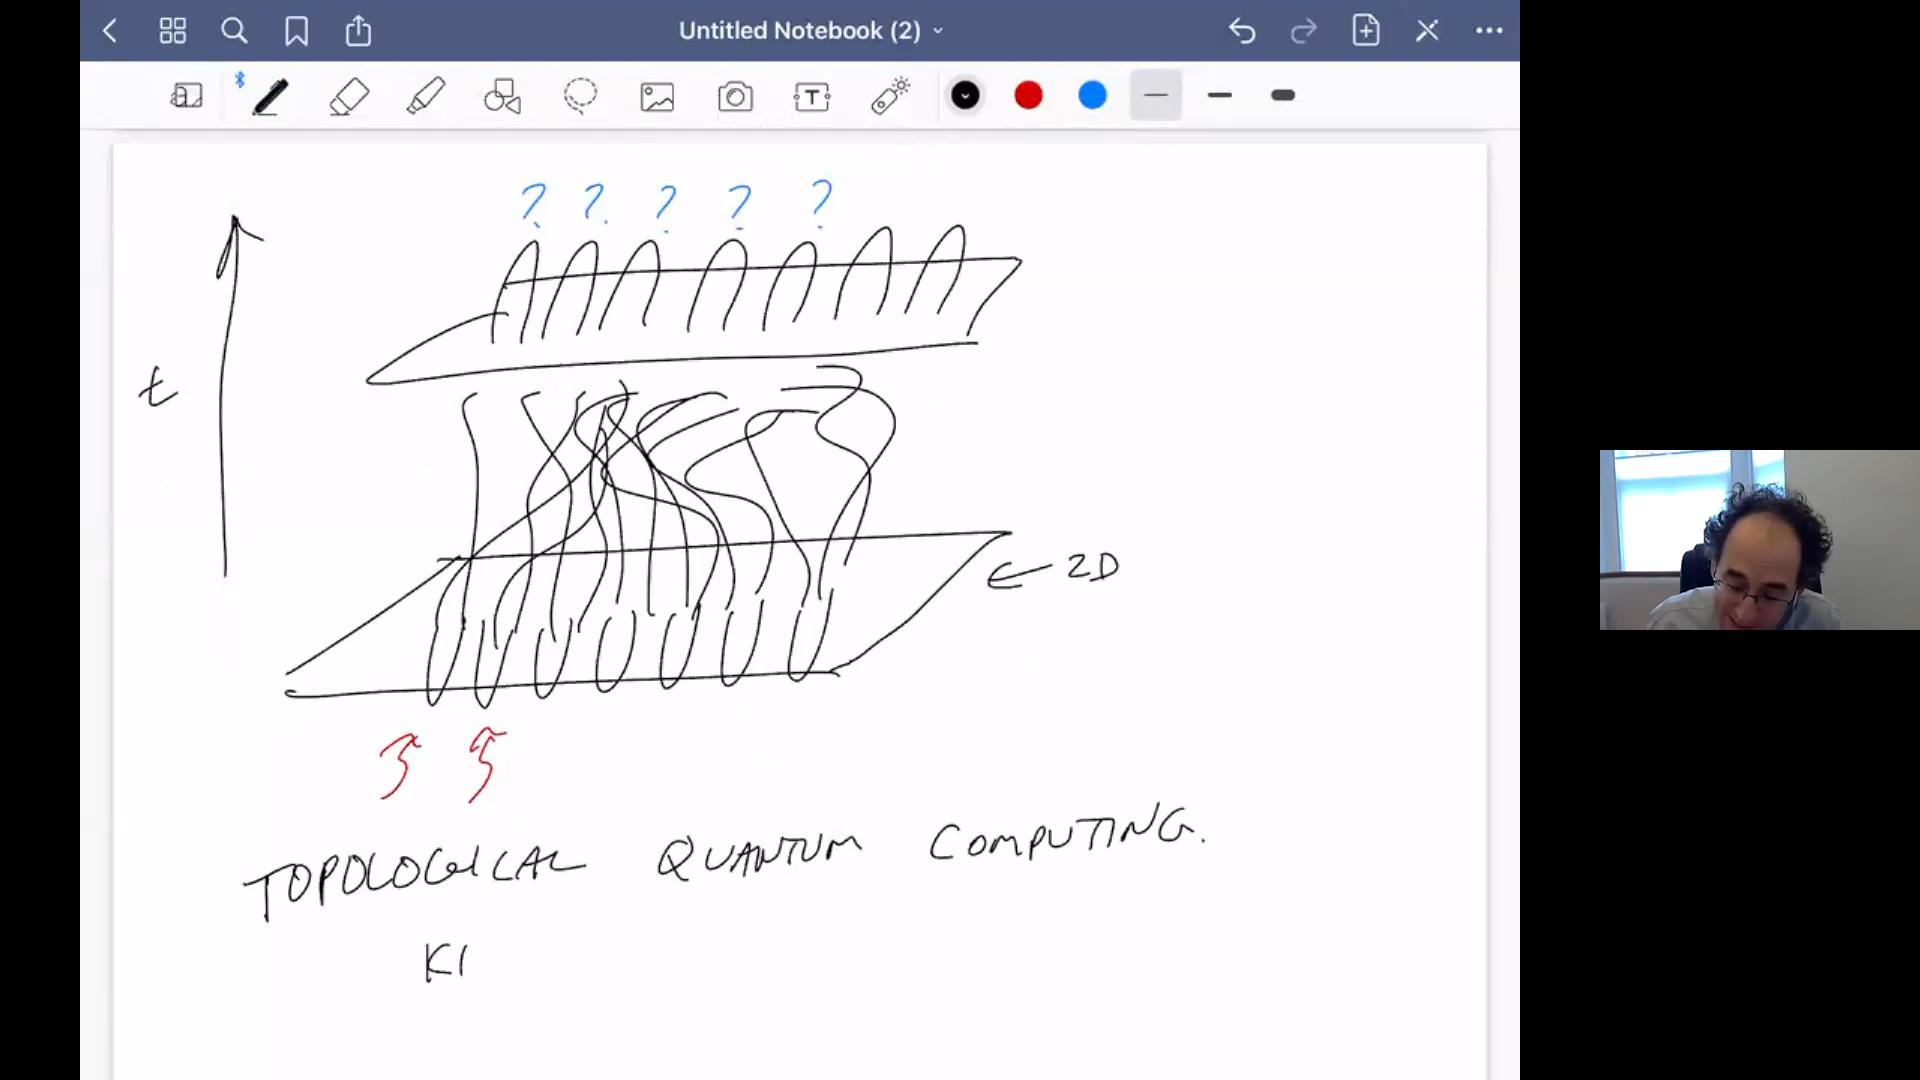 Untitled Notebook (2)
T
? ? ? ? ?
t
2D
TOPOLOGICAL QUANTUM COMPUTING.
KI